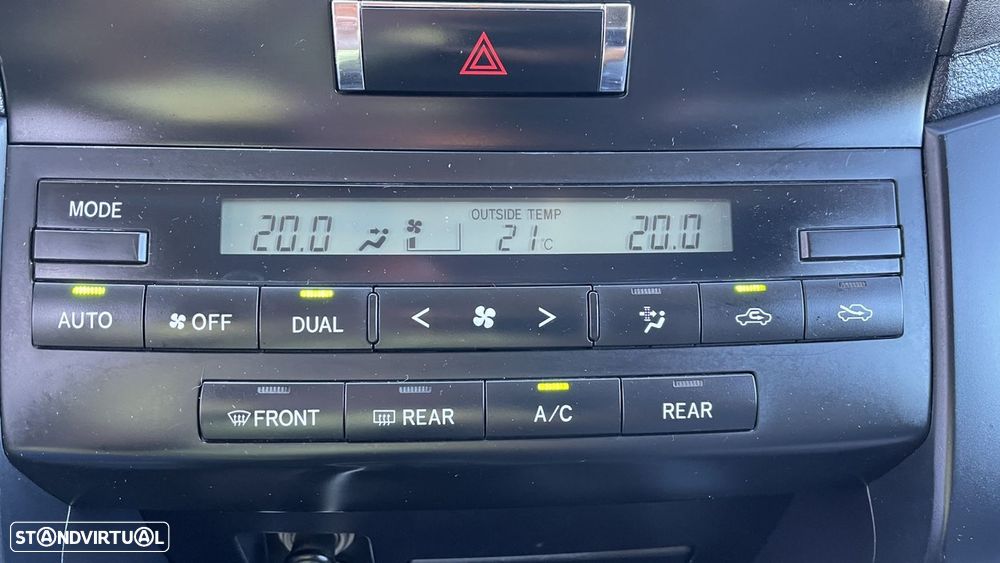 MODE
OUTSIDE TEMP
20.0 21°C 20.0
AUTO OFF DUAL < >
FRONT REAR A/C REAR
STANDVIRTUAL